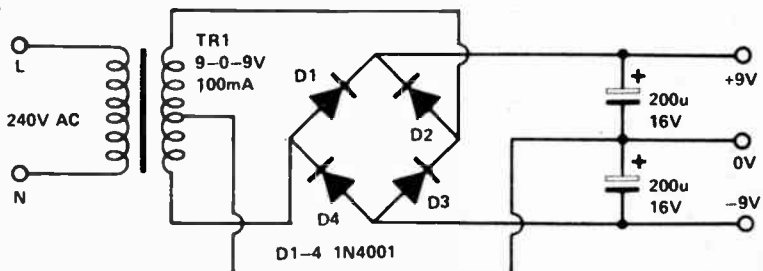 L
240V AC
N
TR1
9-0-9V
100mA
D1
D2
D4
D3
D1-4 1N4001
+
200u
16V
+
200u
16V
+9V
0V
-9V